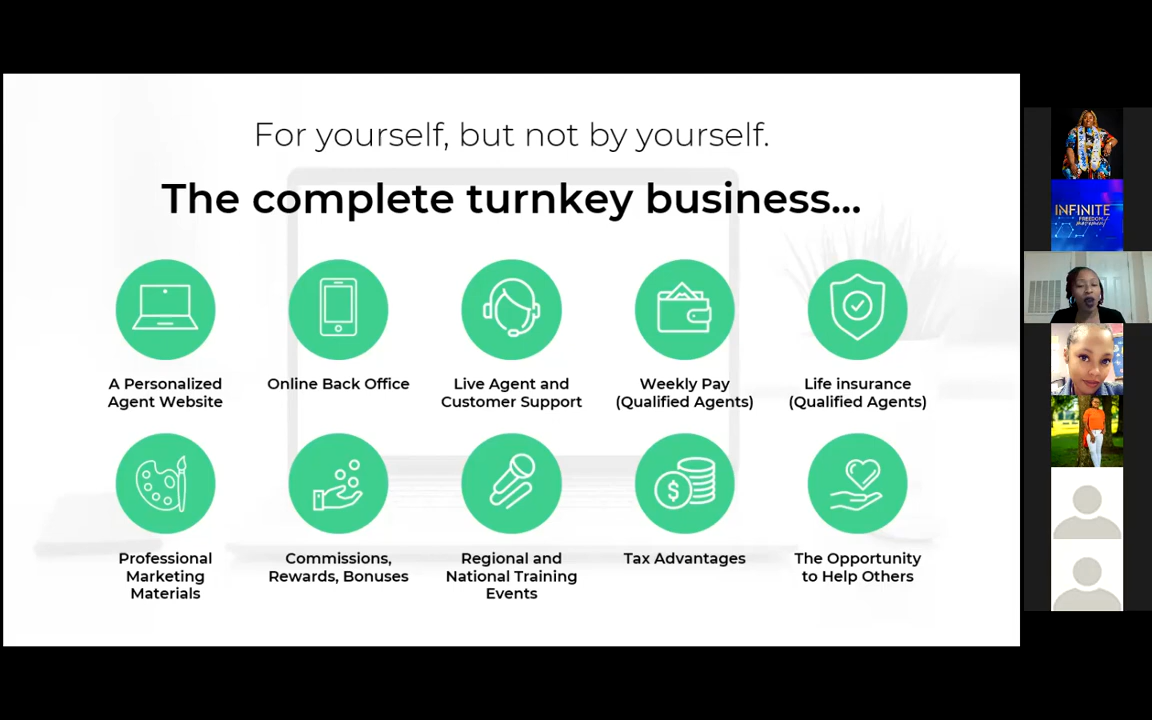 For yourself, but not by yourself.
The complete turnkey business...
A Personalized
Agent Website
Online Back Office
Live Agent and
Customer Support
Weekly Pay
(Qualified Agents)
Life insurance
(Qualified Agents)
Professional
Marketing
Materials
Commissions,
Rewards, Bonuses
Regional and
National Training
Events
Tax Advantages
The Opportunity
to Help Others
INFINITE
FREEDOM
movement